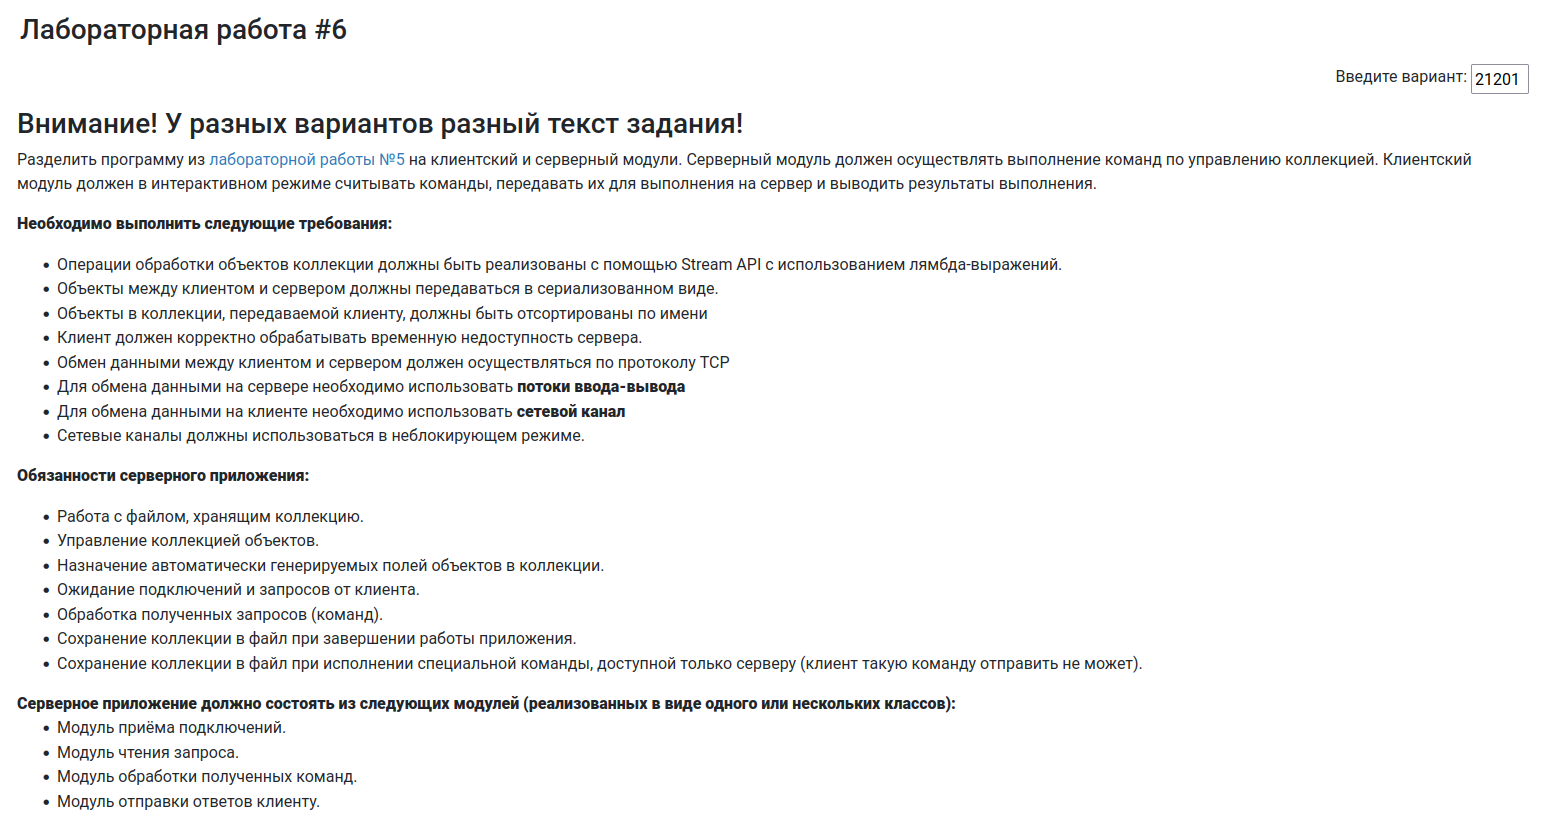 Лабораторная работа #6
Введите вариант: 21201
Внимание! У разных вариантов разный текст задания!
Разделить программу из лабораторной работы №5 на клиентский и серверный модули. Серверный модуль должен осуществлять выполнение команд по управлению коллекцией. Клиентский
модуль должен в интерактивном режиме считывать команды, передавать их для выполнения на сервер и выводить результаты выполнения.
Необходимо выполнить следующие требования:
• Операции обработки объектов коллекции должны быть реализованы с помощью Stream API с использованием лямбда-выражений.
• Объекты между клиентом и сервером должны передаваться в сериализованном виде.
• Объекты в коллекции, передаваемой клиенту, должны быть отсортированы по имени
• Клиент должен корректно обрабатывать временную недоступность сервера.
• Обмен данными между клиентом и сервером должен осуществляться по протоколу TCP
• Для обмена данными на сервере необходимо использовать потоки ввода-вывода
• Для обмена данными на клиенте необходимо использовать сетевой канал
• Сетевые каналы должны использоваться в неблокирующем режиме.
Обязанности серверного приложения:
• Работа с файлом, хранящим коллекцию.
• Управление коллекцией объектов.
• Назначение автоматически генерируемых полей объектов в коллекции.
• Ожидание подключений и запросов от клиента.
• Обработка полученных запросов (команд).
• Сохранение коллекции в файл при завершении работы приложения.
• Сохранение коллекции в файл при исполнении специальной команды, доступной только серверу (клиент такую команду отправить не может).
Серверное приложение должно состоять из следующих модулей (реализованных в виде одного или нескольких классов):
• Модуль приёма подключений.
• Модуль чтения запроса.
• Модуль обработки полученных команд.
• Модуль отправки ответов клиенту.